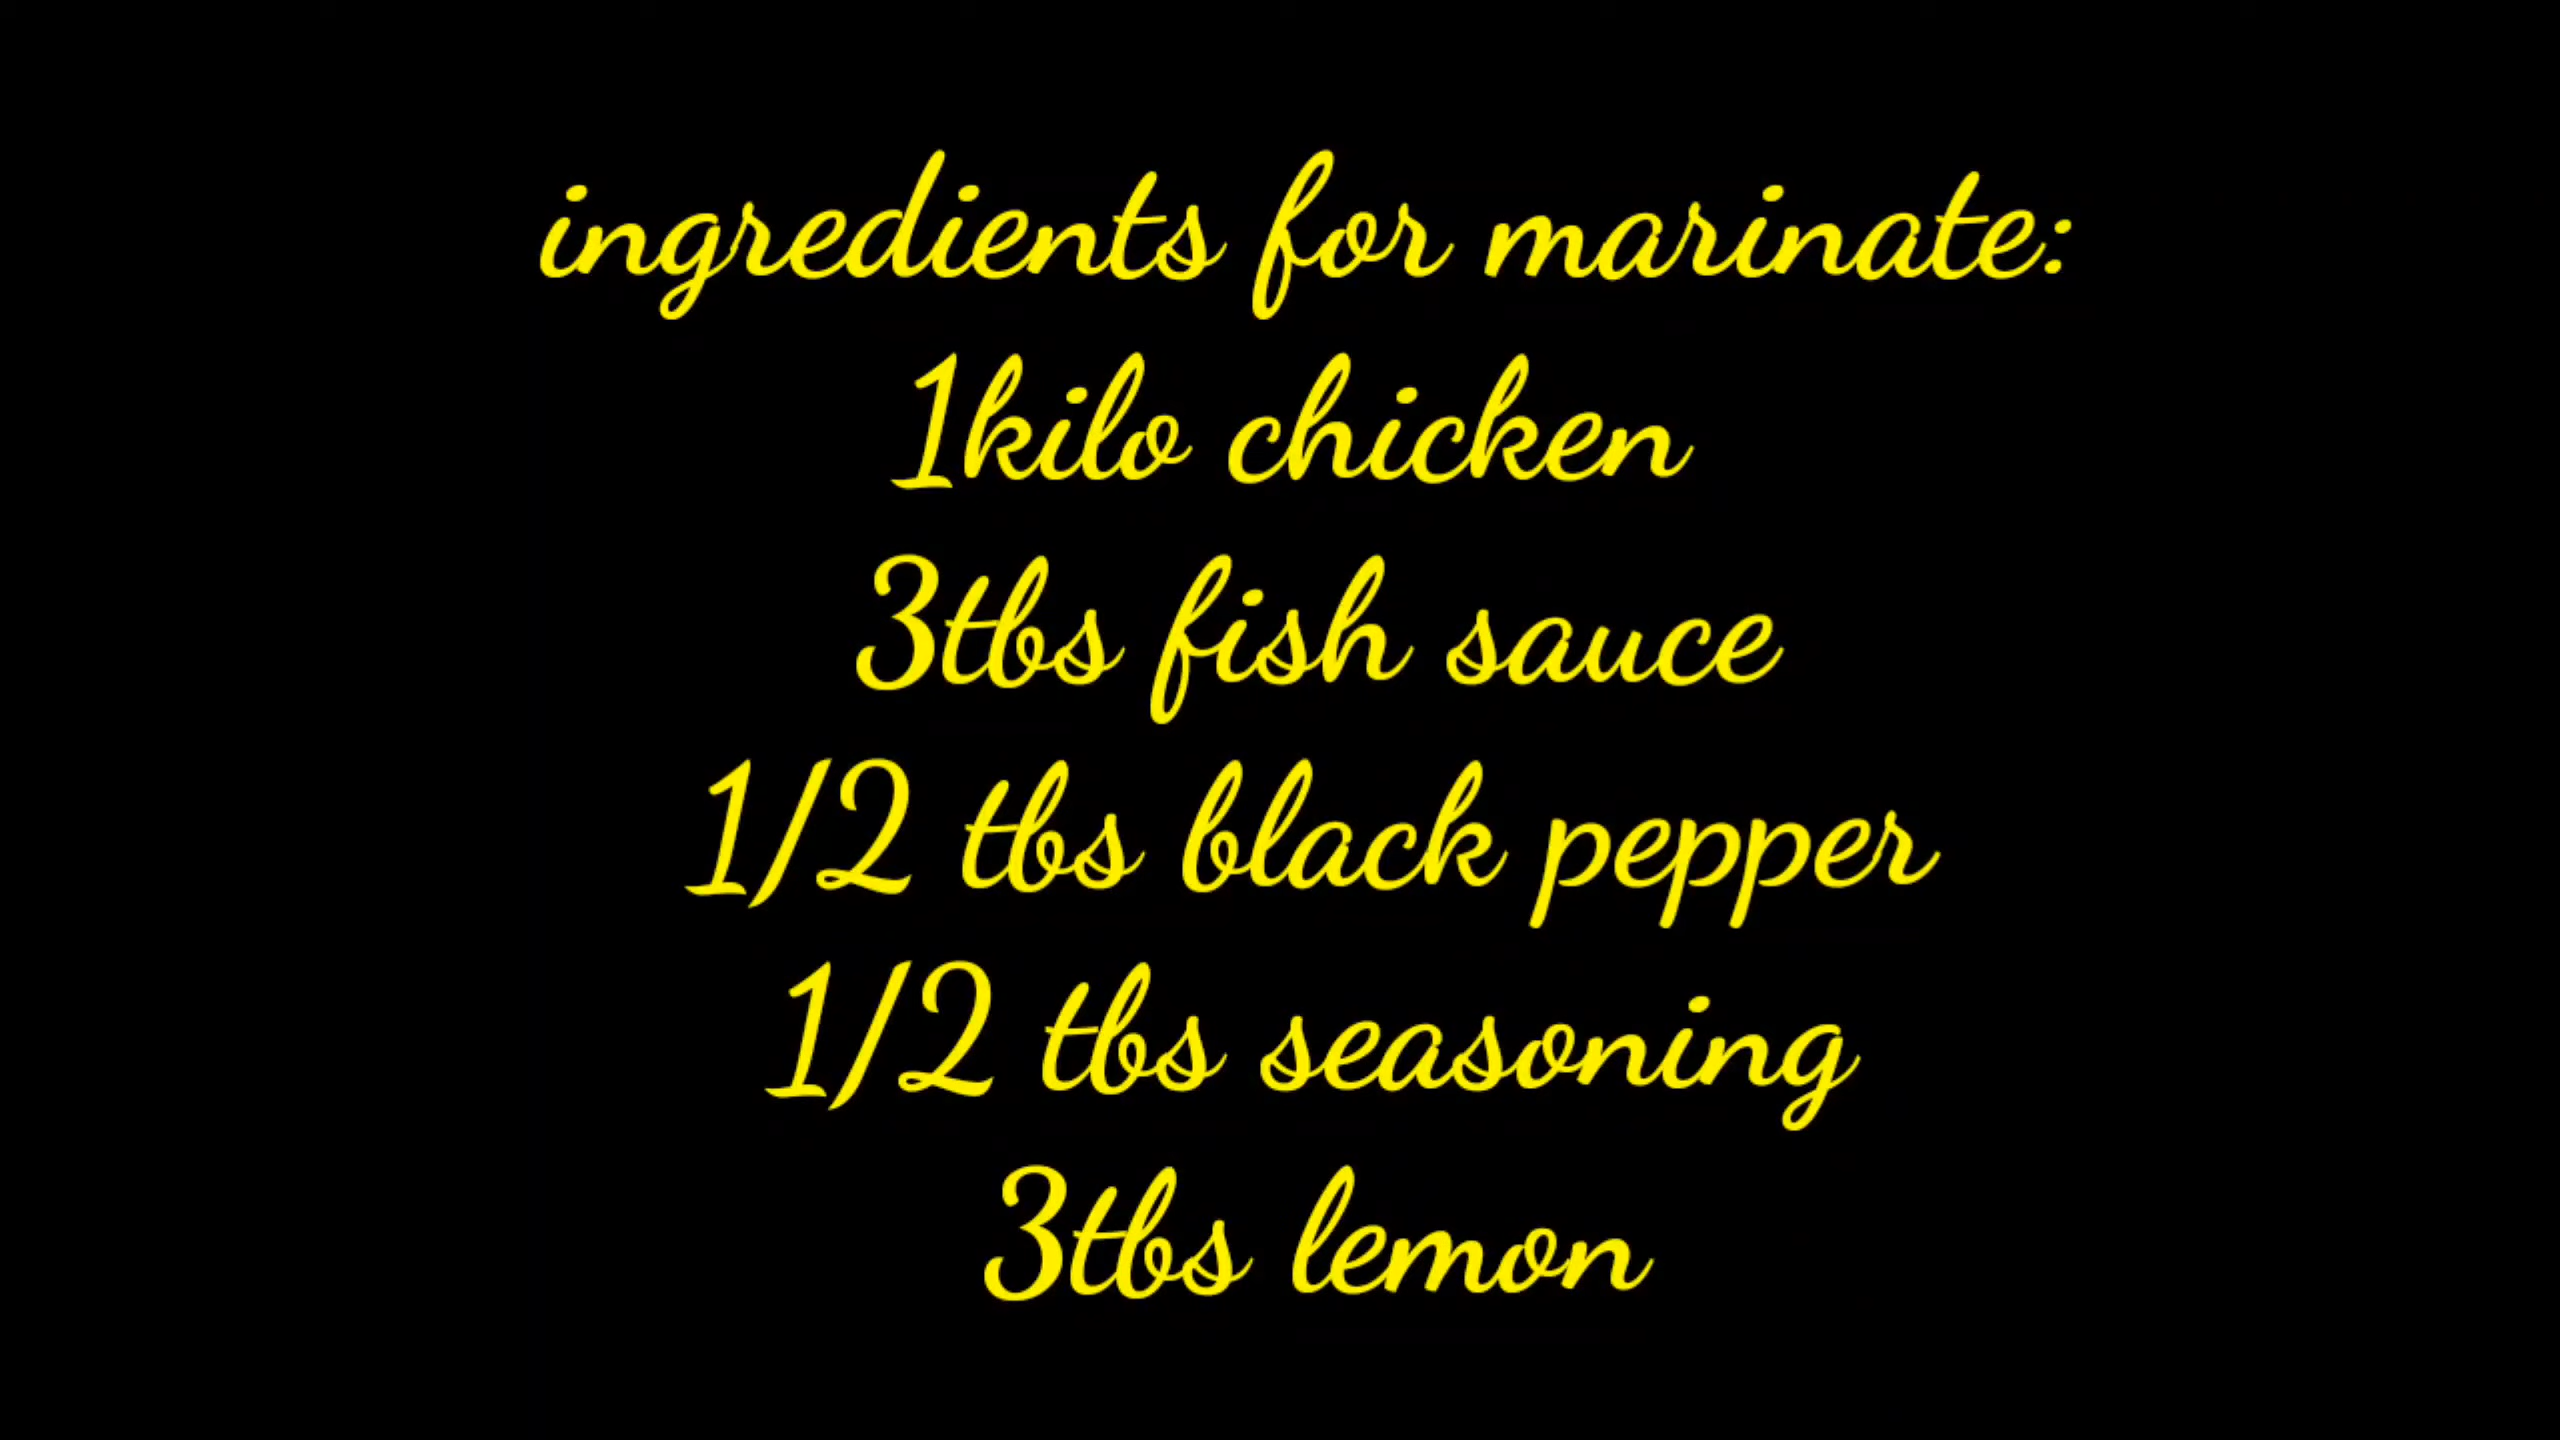 ingredients for marinate:
1kilo chicken
3tbs fish sauce
1/2 tbs black pepper
1/2 tbs seasoning
3tbs lemon